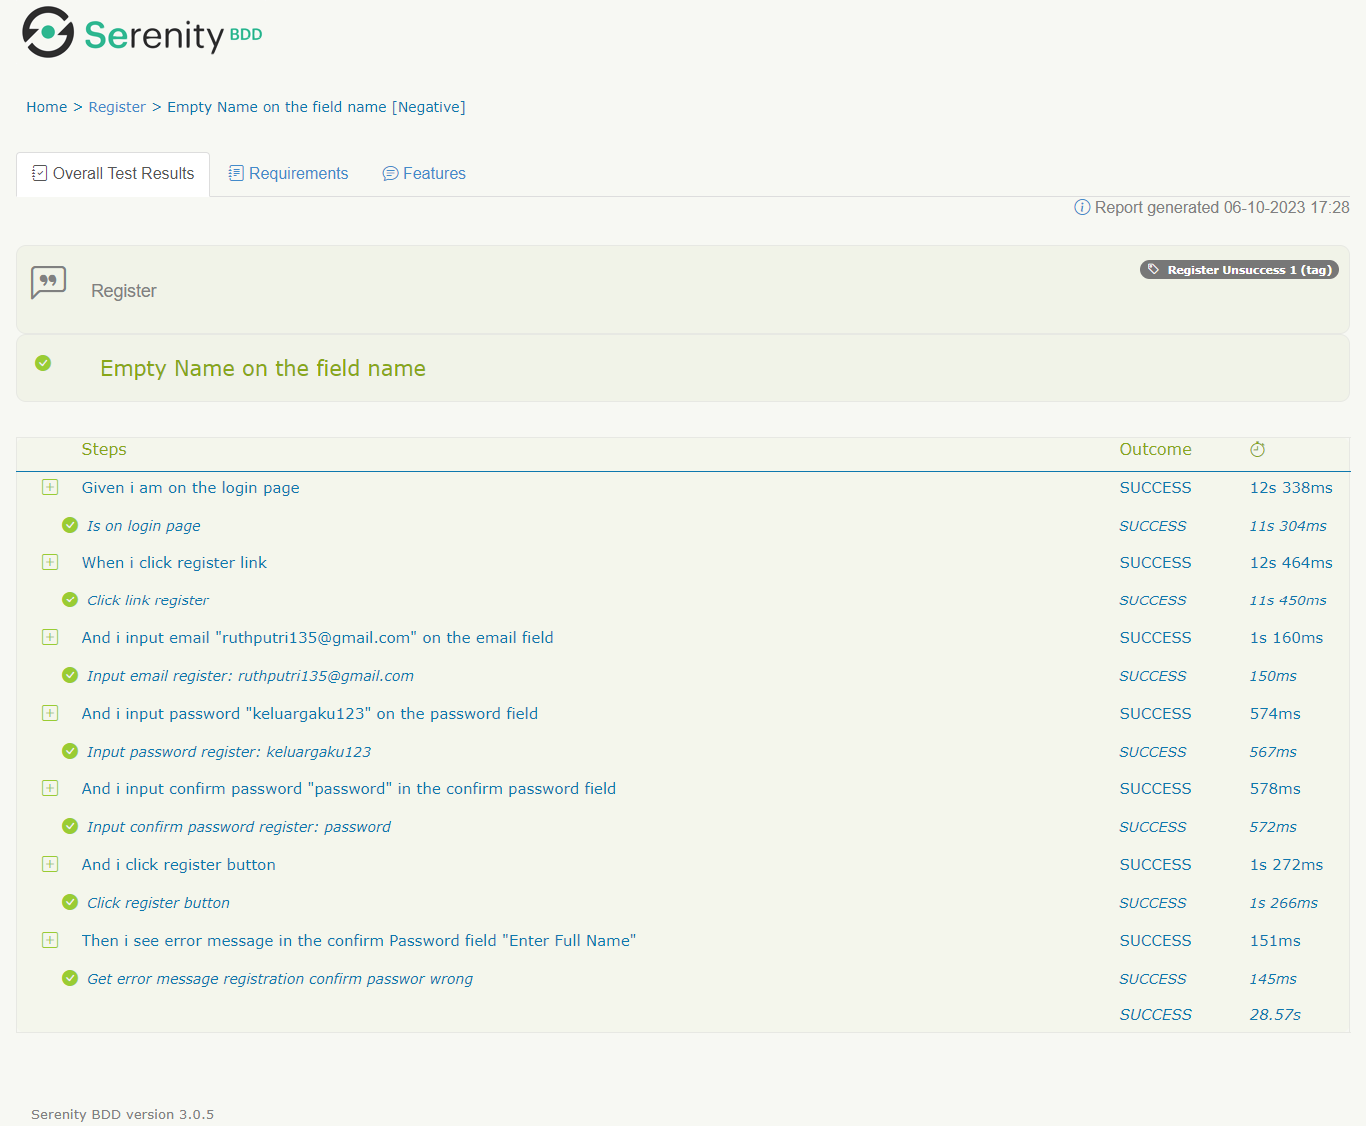 Serenity BDD
Home > Register > Empty Name on the field name [Negative]
Overall Test Results Requirements Features
Report generated 06-10-2023 17:28
Register Unsuccess 1 (tag)
Register
Empty Name on the field name
Steps Outcome
Given i am on the login page SUCCESS 12s 338ms
Is on login page SUCCESS 11s 304ms
When i click register link SUCCESS 12s 464ms
Click link register SUCCESS 11s 450ms
And i input email "ruthputri135@gmail.com" on the email field SUCCESS 1s 160ms
Input email register: ruthputri135@gmail.com SUCCESS 150ms
And i input password "keluargaku123" on the password field SUCCESS 574ms
Input password register: keluargaku123 SUCCESS 567ms
And i input confirm password "password" in the confirm password field SUCCESS 578ms
Input confirm password register: password SUCCESS 572ms
And i click register button SUCCESS 1s 272ms
Click register button SUCCESS 1s 266ms
Then i see error message in the confirm Password field "Enter Full Name" SUCCESS 151ms
Get error message registration confirm passwor wrong SUCCESS 145ms
SUCCESS 28.57s
Serenity BDD version 3.0.5